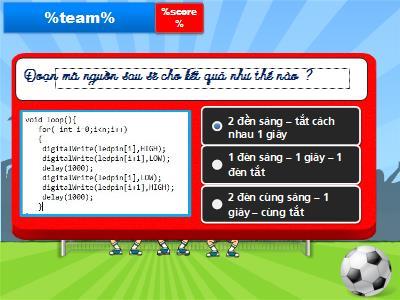 %team%
%score
%
Đoạn mã nguồn sau sẽ cho kết quả như thế nào ?
void loop(){
for( int i=0;i<n;i++)
{
digitalWrite(ledpin[i],HIGH);
digitalWrite(ledpin[i+1],LOW);
delay(1000);
digitalWrite(ledpin[i],LOW);
digitalWrite(ledpin[i+1],HIGH);
delay(1000);
}
2 đền sáng – tắt cách
nhau 1 giây
1 đèn sáng – 1 giây – 1
đèn tắt
2 đèn cùng sáng – 1
giây – cùng tắt